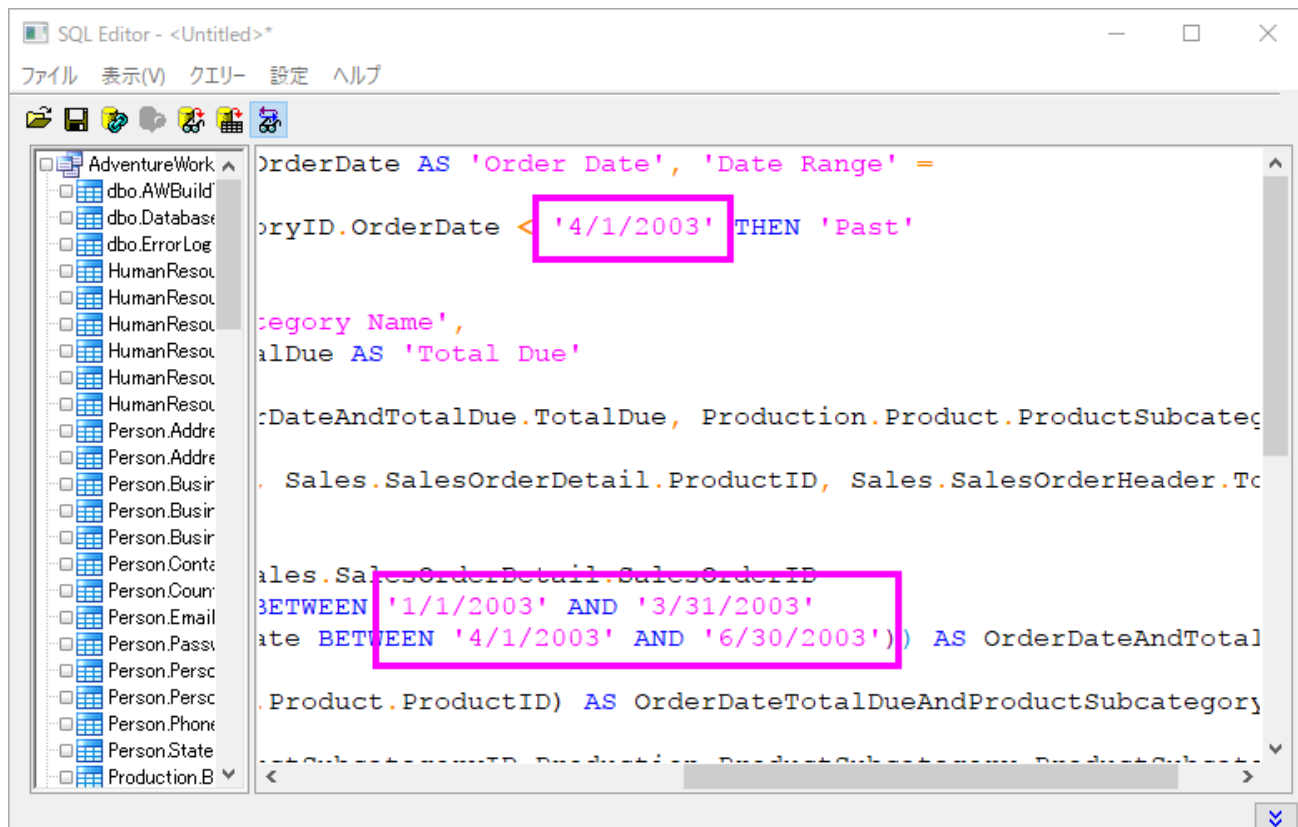 SQL Editor - <Untitled>*
ファイル 表示(V) クエリー 設定 ヘルプ
AdventureWork
dbo.AWBuild
dbo.Database
dbo.ErrorLog
HumanResou
HumanResou
HumanResou
HumanResou
HumanResou
HumanResou
Person.Addre
Person.Addre
Person.Busir
Person.Busir
Person.Busir
Person.Conta
Person.Coun
Person.Email
Person.Passv
Person.Perso
Person.Perso
Person.Phone
Person.State
Production.B
OrderDate AS 'Order Date', 'Date Range' =
oryID.OrderDate < '4/1/2003' THEN 'Past'
tegory Name',
alDue AS 'Total Due'
rDateAndTotalDue.TotalDue, Production.Product.ProductSubcateg
, Sales.SalesOrderDetail.ProductID, Sales.SalesOrderHeader.To
ales.SalesOrderDetail.SalesOrderID
BETWEEN '1/1/2003' AND '3/31/2003'
ate BETWEEN '4/1/2003' AND '6/30/2003')) AS OrderDateAndTotal
.Product.ProductID) AS OrderDateTotalDueAndProductSubcategory